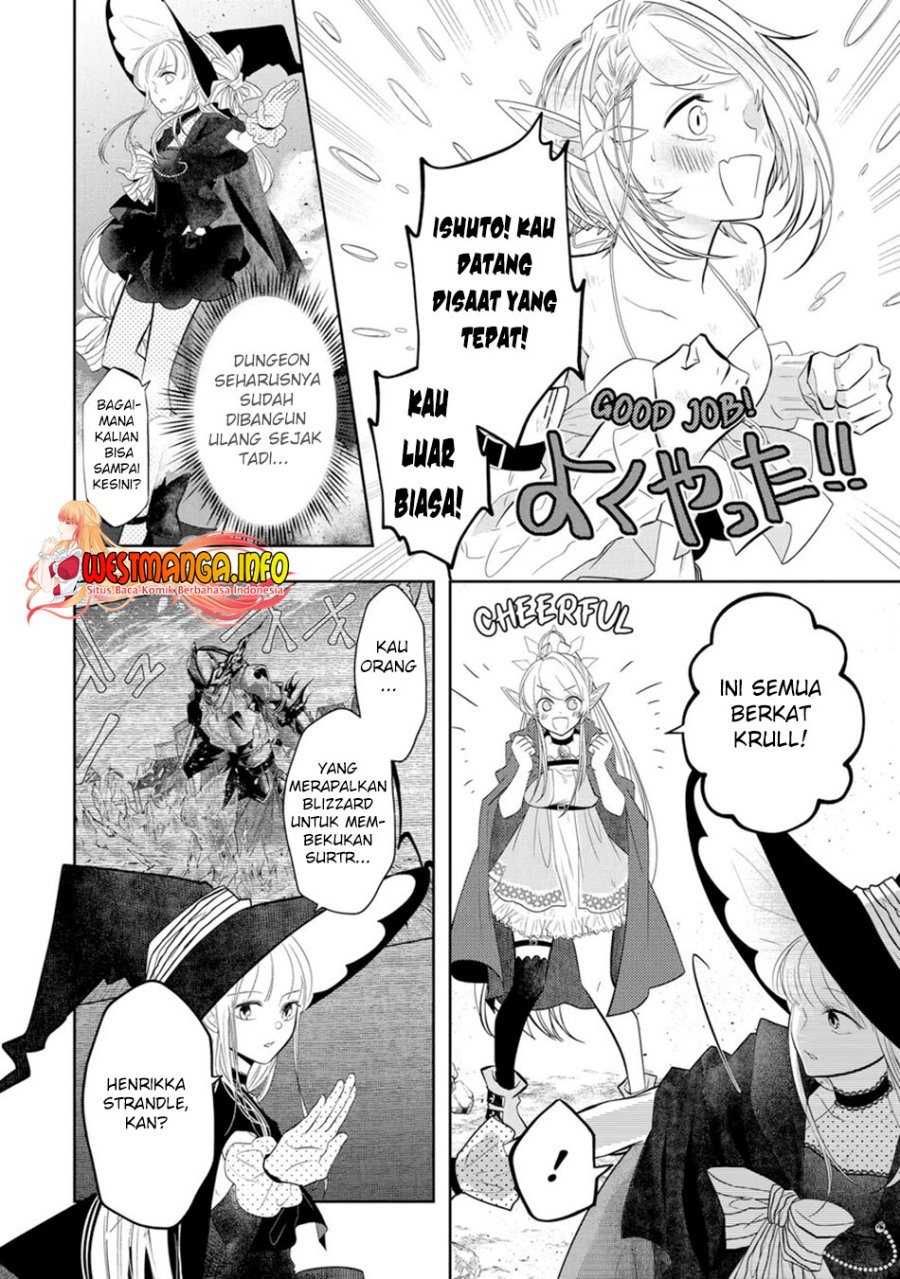 ISHUTO! KAU
DATANG
DISAAT YANG
TEPAT!
KAU
LUAR
BIASA!
GOOD JOB!
よくやった!!
DUNGEON
SEHARUSNYA
SUDAH
DIBANGUN
ULANG SEJAK
TADI...
BAGAI-
MANA
KALIAN
BISA
SAMPAI
KESINI?
WESTMANGA.INFO
Situs Baca Komik Berbahasa Indonesia
CHEERFUL
INI SEMUA
BERKAT
KRULL!
!
KAU
ORANG
...
YANG
MERAPALKAN
BLIZZARD
UNTUK MEM-
BEKUKAN
SURTR...
HENRIKKA
STRANDLE,
KAN?